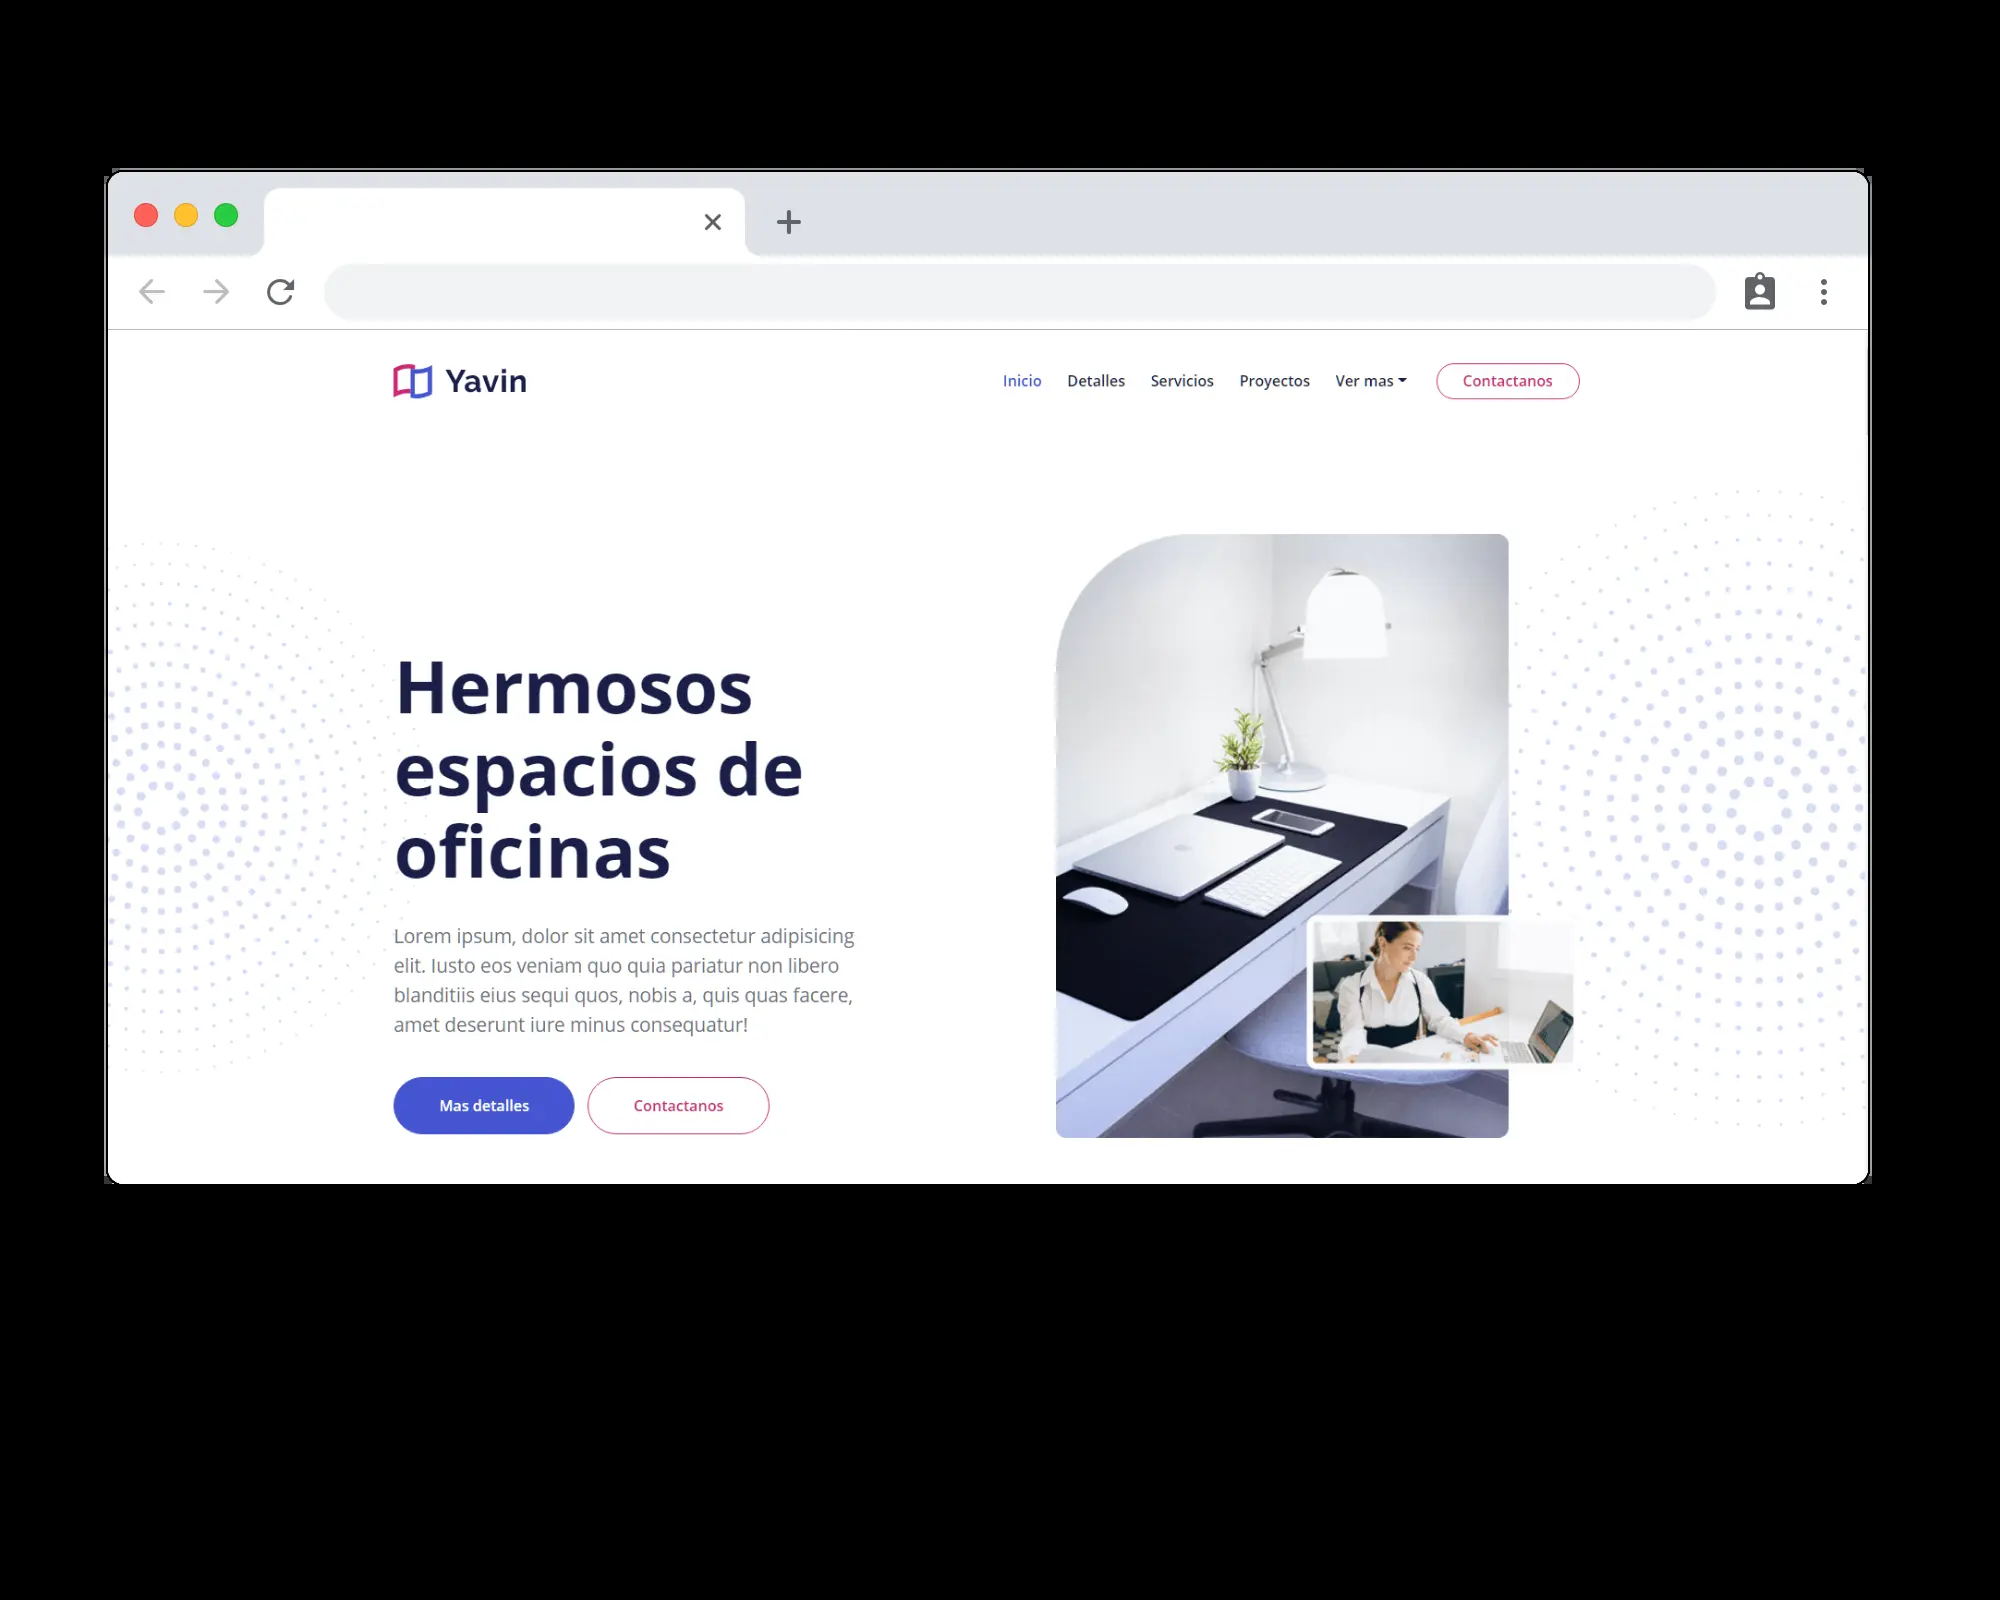 Yavin
Inicio Detalles Servicios Proyectos Ver mas Contactanos
Hermosos
espacios de
oficinas
Lorem ipsum, dolor sit amet consectetur adipisicing
elit. Iusto eos veniam quo quia pariatur non libero
blanditiis eius sequi quos, nobis a, quis quas facere,
amet deserunt iure minus consequatur!
Mas detalles Contactanos